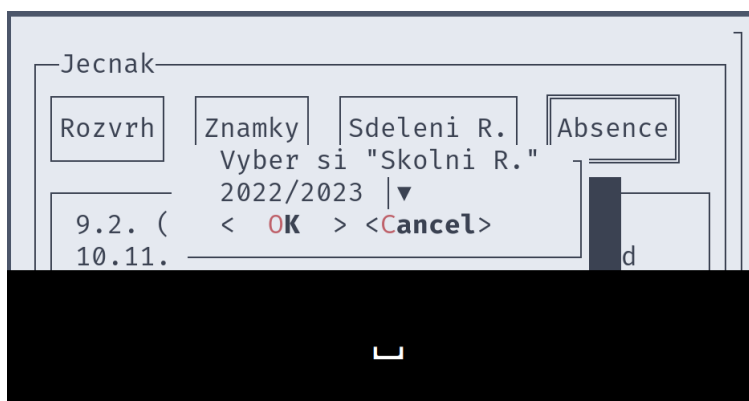 Jecnak
Rozvrh Znamky Sdeleni R. Absence
Vyber si "Skolni R."
2022/2023 │▼
9.2. ( < OK > <Cancel>
10.11. d
␣